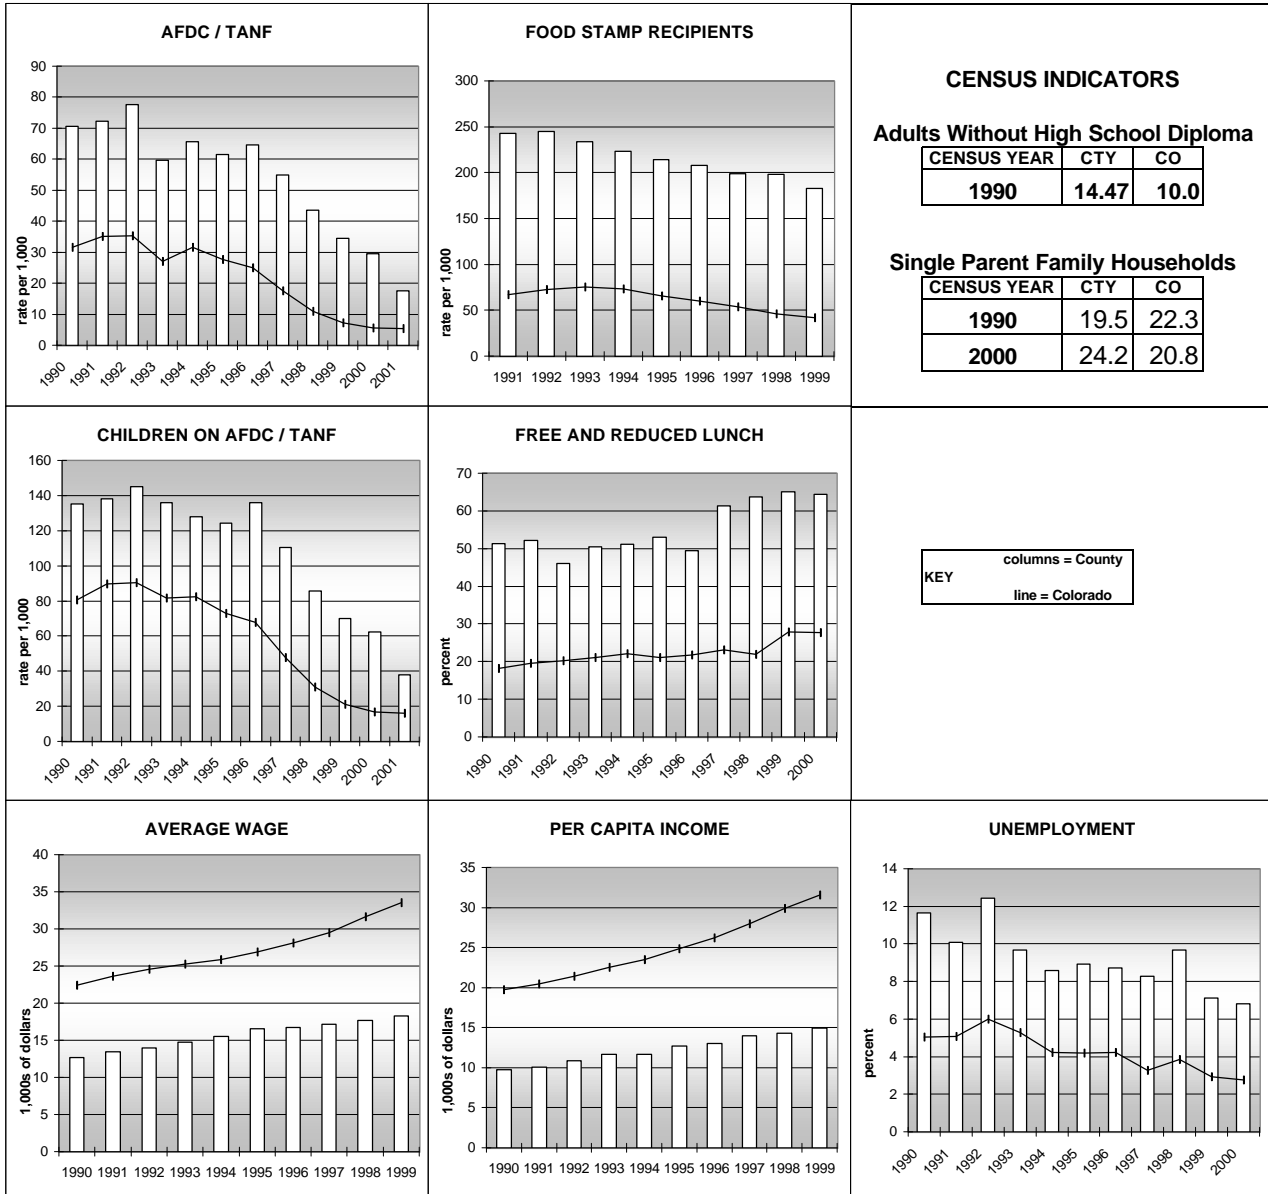 AFDC / TANF
90
80
70
60
50
40
30
20
10
0
rate per 1,000
1990 1991 1992 1993 1994 1995 1996 1997 1998 1999 2000 2001
FOOD STAMP RECIPIENTS
300
250
200
150
100
50
0
rate per 1,000
1991 1992 1993 1994 1995 1996 1997 1998 1999
CENSUS INDICATORS
Adults Without High School Diploma
CENSUS YEAR CTY CO
1990 14.47 10.0
Single Parent Family Households
CENSUS YEAR CTY CO
1990 19.5 22.3
2000 24.2 20.8
CHILDREN ON AFDC / TANF
160
140
120
100
80
60
40
20
0
rate per 1,000
1990 1991 1992 1993 1994 1995 1996 1997 1998 1999 2000 2001
FREE AND REDUCED LUNCH
70
60
50
40
30
20
10
0
percent
1990 1991 1992 1993 1994 1995 1996 1997 1998 1999 2000
columns = County
KEY
line = Colorado
AVERAGE WAGE
40
35
30
25
20
15
10
5
0
1,000s of dollars
1990 1991 1992 1993 1994 1995 1996 1997 1998 1999
PER CAPITA INCOME
35
30
25
20
15
10
5
0
1,000s of dollars
1990 1991 1992 1993 1994 1995 1996 1997 1998 1999
UNEMPLOYMENT
14
12
10
8
6
4
2
0
percent
1990 1991 1992 1993 1994 1995 1996 1997 1998 1999 2000